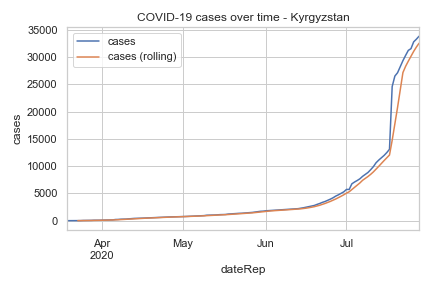 COVID-19 cases over time - Kyrgyzstan
cases
cases (rolling)
35000
30000
25000
20000
15000
10000
5000
0
cases
Apr
2020
May
Jun
Jul
dateRep